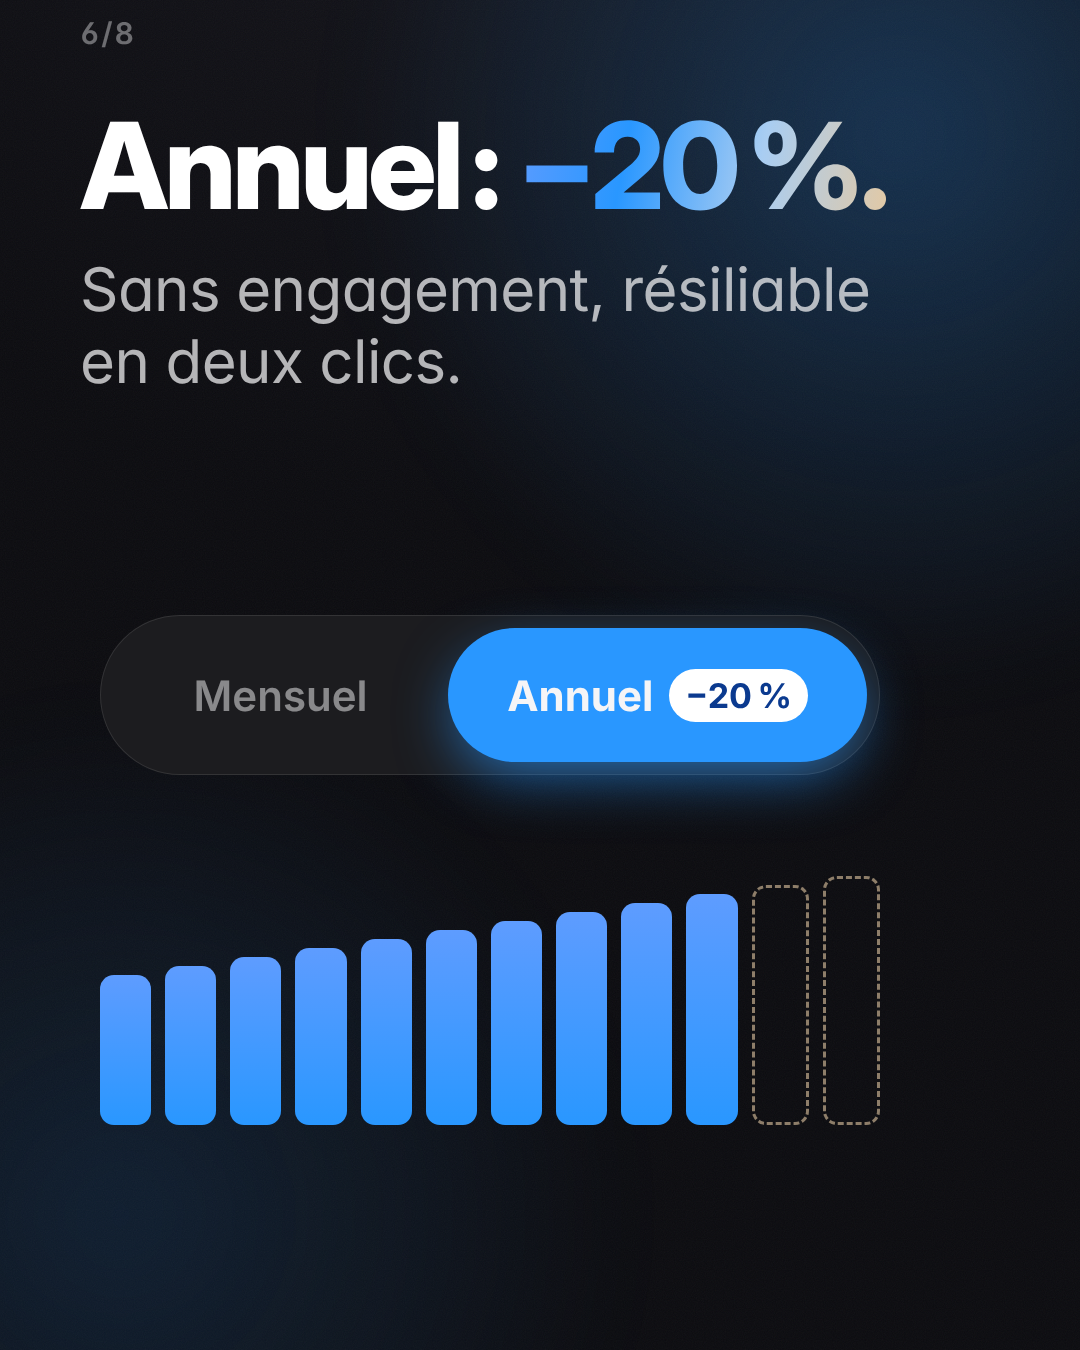 6/8
Annuel : −20 %.
Sans engagement, résiliable
en deux clics.
Mensuel
Annuel −20 %